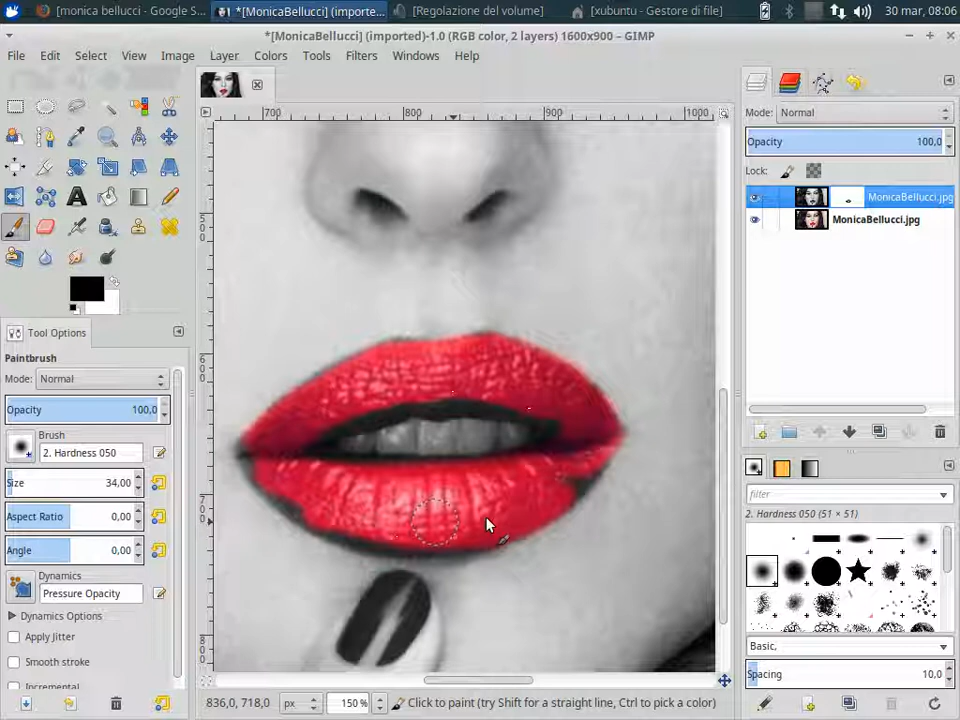 [monica bellucci - Google S...
*[MonicaBellucci] (importe...
[Regolazione del volume]
[xubuntu - Gestore di file]
30 mar, 08:06
*[MonicaBellucci] (imported)-1.0 (RGB color, 2 layers) 1600x900 – GIMP
File Edit Select View Image Layer Colors Tools Filters Windows Help
700 800 900 1000
500
600
700
800
Tool Options
Paintbrush
Mode: Normal
Opacity 100,0
Brush
2. Hardness 050
Size 34,00
Aspect Ratio 0,00
Angle 0,00
Dynamics
Pressure Opacity
Dynamics Options
Apply Jitter
Smooth stroke
Incremental
836,0, 718,0 px 150 % Click to paint (try Shift for a straight line, Ctrl to pick a color)
Mode: Normal
Opacity 100,0
Lock:
MonicaBellucci.jpg
MonicaBellucci.jpg
filter
2. Hardness 050 (51 × 51)
Basic,
Spacing 10,0